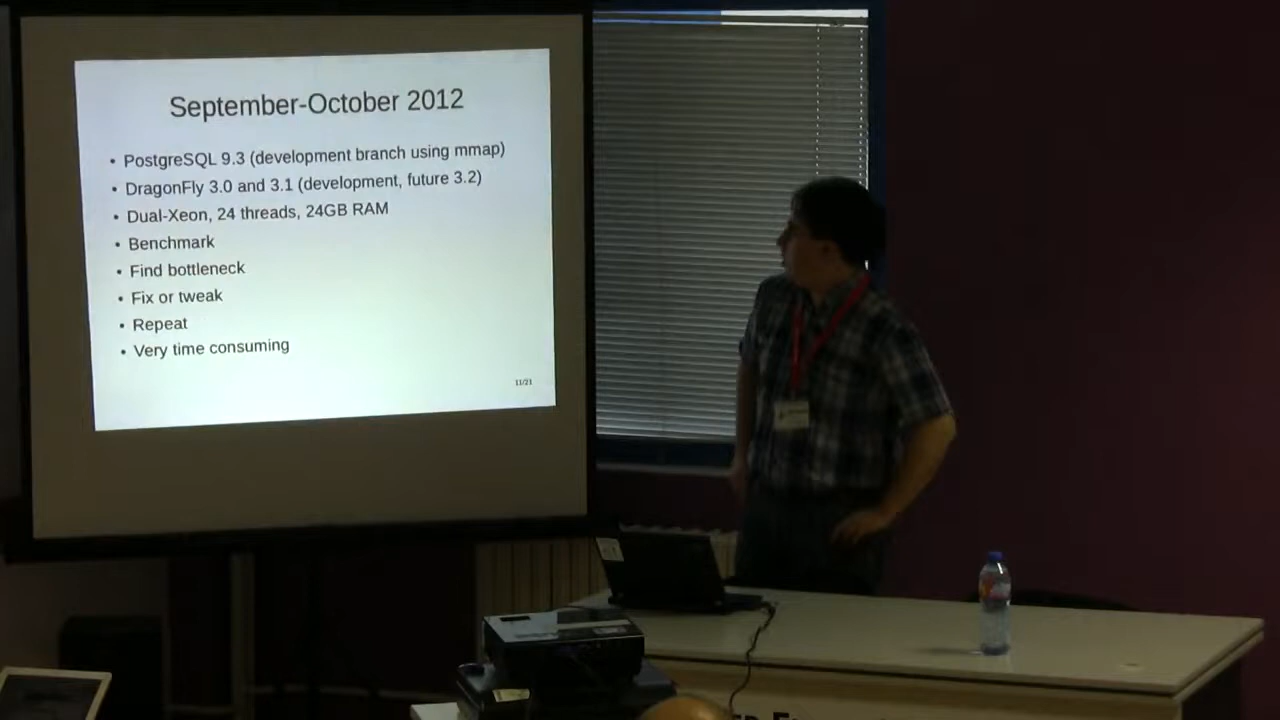 September-October 2012
• PostgreSQL 9.3 (development branch using mmap)
• DragonFly 3.0 and 3.1 (development, future 3.2)
• Dual-Xeon, 24 threads, 24GB RAM
• Benchmark
• Find bottleneck
• Fix or tweak
• Repeat
• Very time consuming
11/21